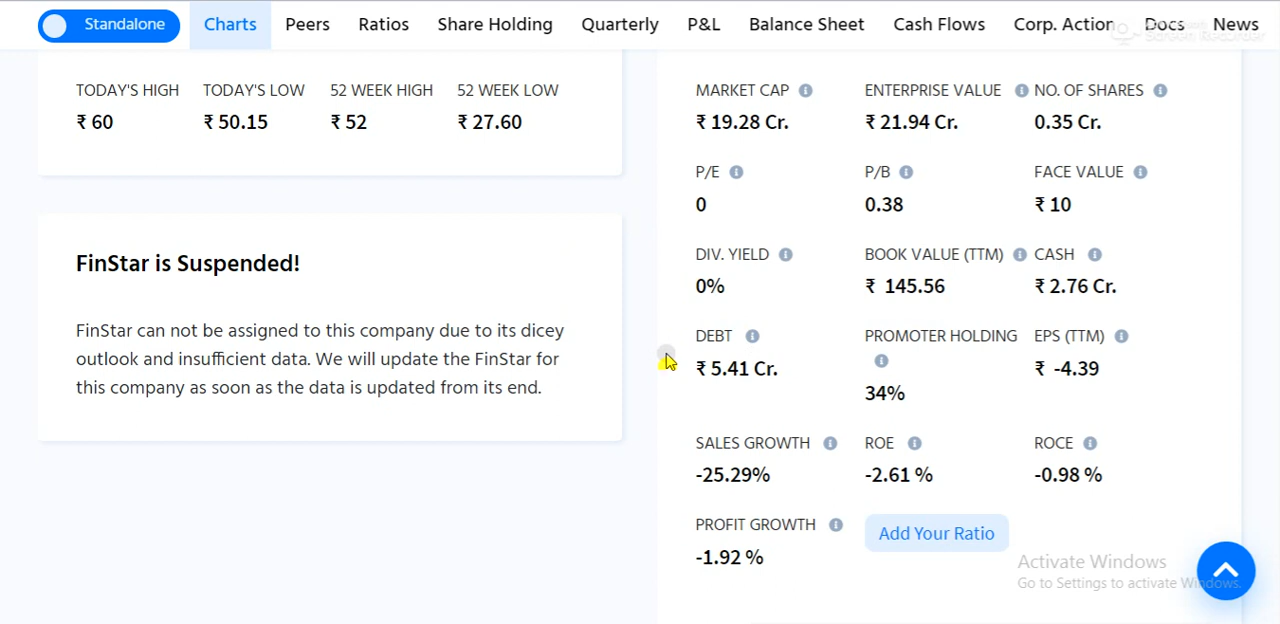 Standalone Charts Peers Ratios Share Holding Quarterly P&L Balance Sheet Cash Flows Corp. Action Docs News
Screen Recorder
TODAY'S HIGH TODAY'S LOW 52 WEEK HIGH 52 WEEK LOW
₹ 60 ₹ 50.15 ₹ 52 ₹ 27.60
FinStar is Suspended!
FinStar can not be assigned to this company due to its dicey
outlook and insufficient data. We will update the FinStar for
this company as soon as the data is updated from its end.
MARKET CAP ENTERPRISE VALUE NO. OF SHARES
₹ 19.28 Cr. ₹ 21.94 Cr. 0.35 Cr.
P/E P/B FACE VALUE
0 0.38 ₹ 10
DIV. YIELD BOOK VALUE (TTM) CASH
0% ₹ 145.56 ₹ 2.76 Cr.
DEBT PROMOTER HOLDING EPS (TTM)
₹ 5.41 Cr. 34% ₹ -4.39
SALES GROWTH ROE ROCE
-25.29% -2.61 % -0.98 %
PROFIT GROWTH Add Your Ratio
-1.92 %
Activate Windows
Go to Settings to activate Windows.